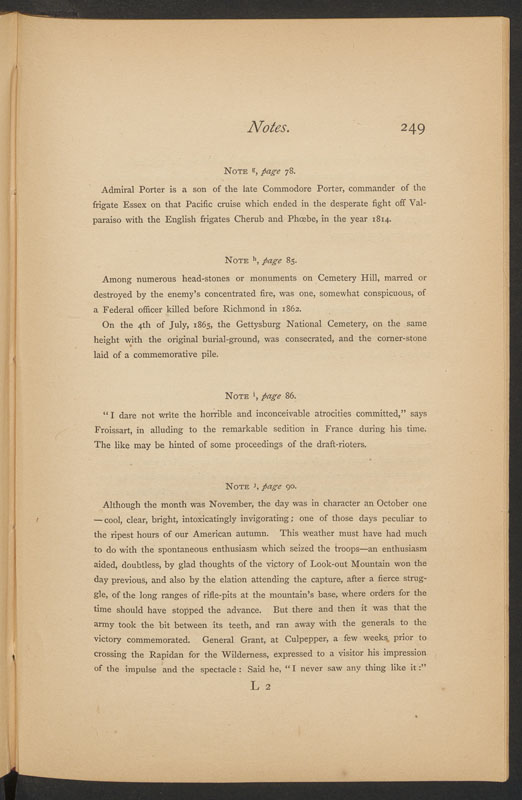 Notes. 249
NOTE g, page 78.
Admiral Porter is a son of the late Commodore Porter, commander of the
frigate Essex on that Pacific cruise which ended in the desperate fight off Val-
paraiso with the English frigates Cherub and Phœbe, in the year 1814.
NOTE h, page 85.
Among numerous head-stones or monuments on Cemetery Hill, marred or
destroyed by the enemy's concentrated fire, was one, somewhat conspicuous, of
a Federal officer killed before Richmond in 1862.
On the 4th of July, 1865, the Gettysburg National Cemetery, on the same
height with the original burial-ground, was consecrated, and the corner-stone
laid of a commemorative pile.
NOTE i, page 86.
"I dare not write the horrible and inconceivable atrocities committed," says
Froissart, in alluding to the remarkable sedition in France during his time.
The like may be hinted of some proceedings of the draft-rioters.
NOTE j, page 90.
Although the month was November, the day was in character an October one
—cool, clear, bright, intoxicatingly invigorating; one of those days peculiar to
the ripest hours of our American autumn. This weather must have had much
to do with the spontaneous enthusiasm which seized the troops—an enthusiasm
aided, doubtless, by glad thoughts of the victory of Look-out Mountain won the
day previous, and also by the elation attending the capture, after a fierce strug-
gle, of the long ranges of rifle-pits at the mountain's base, where orders for the
time should have stopped the advance. But there and then it was that the
army took the bit between its teeth, and ran away with the generals to the
victory commemorated. General Grant, at Culpepper, a few weeks prior to
crossing the Rapidan for the Wilderness, expressed to a visitor his impression
of the impulse and the spectacle: Said he, "I never saw any thing like it:"
L 2